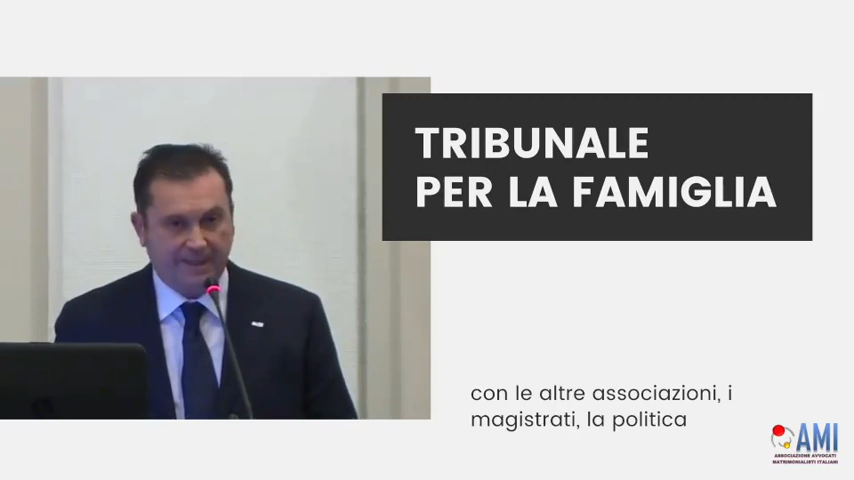 TRIBUNALE
PER LA FAMIGLIA
con le altre associazioni, i
magistrati, la politica
AMI
ASSOCIAZIONE AVVOCATI
MATRIMONIALISTI ITALIANI